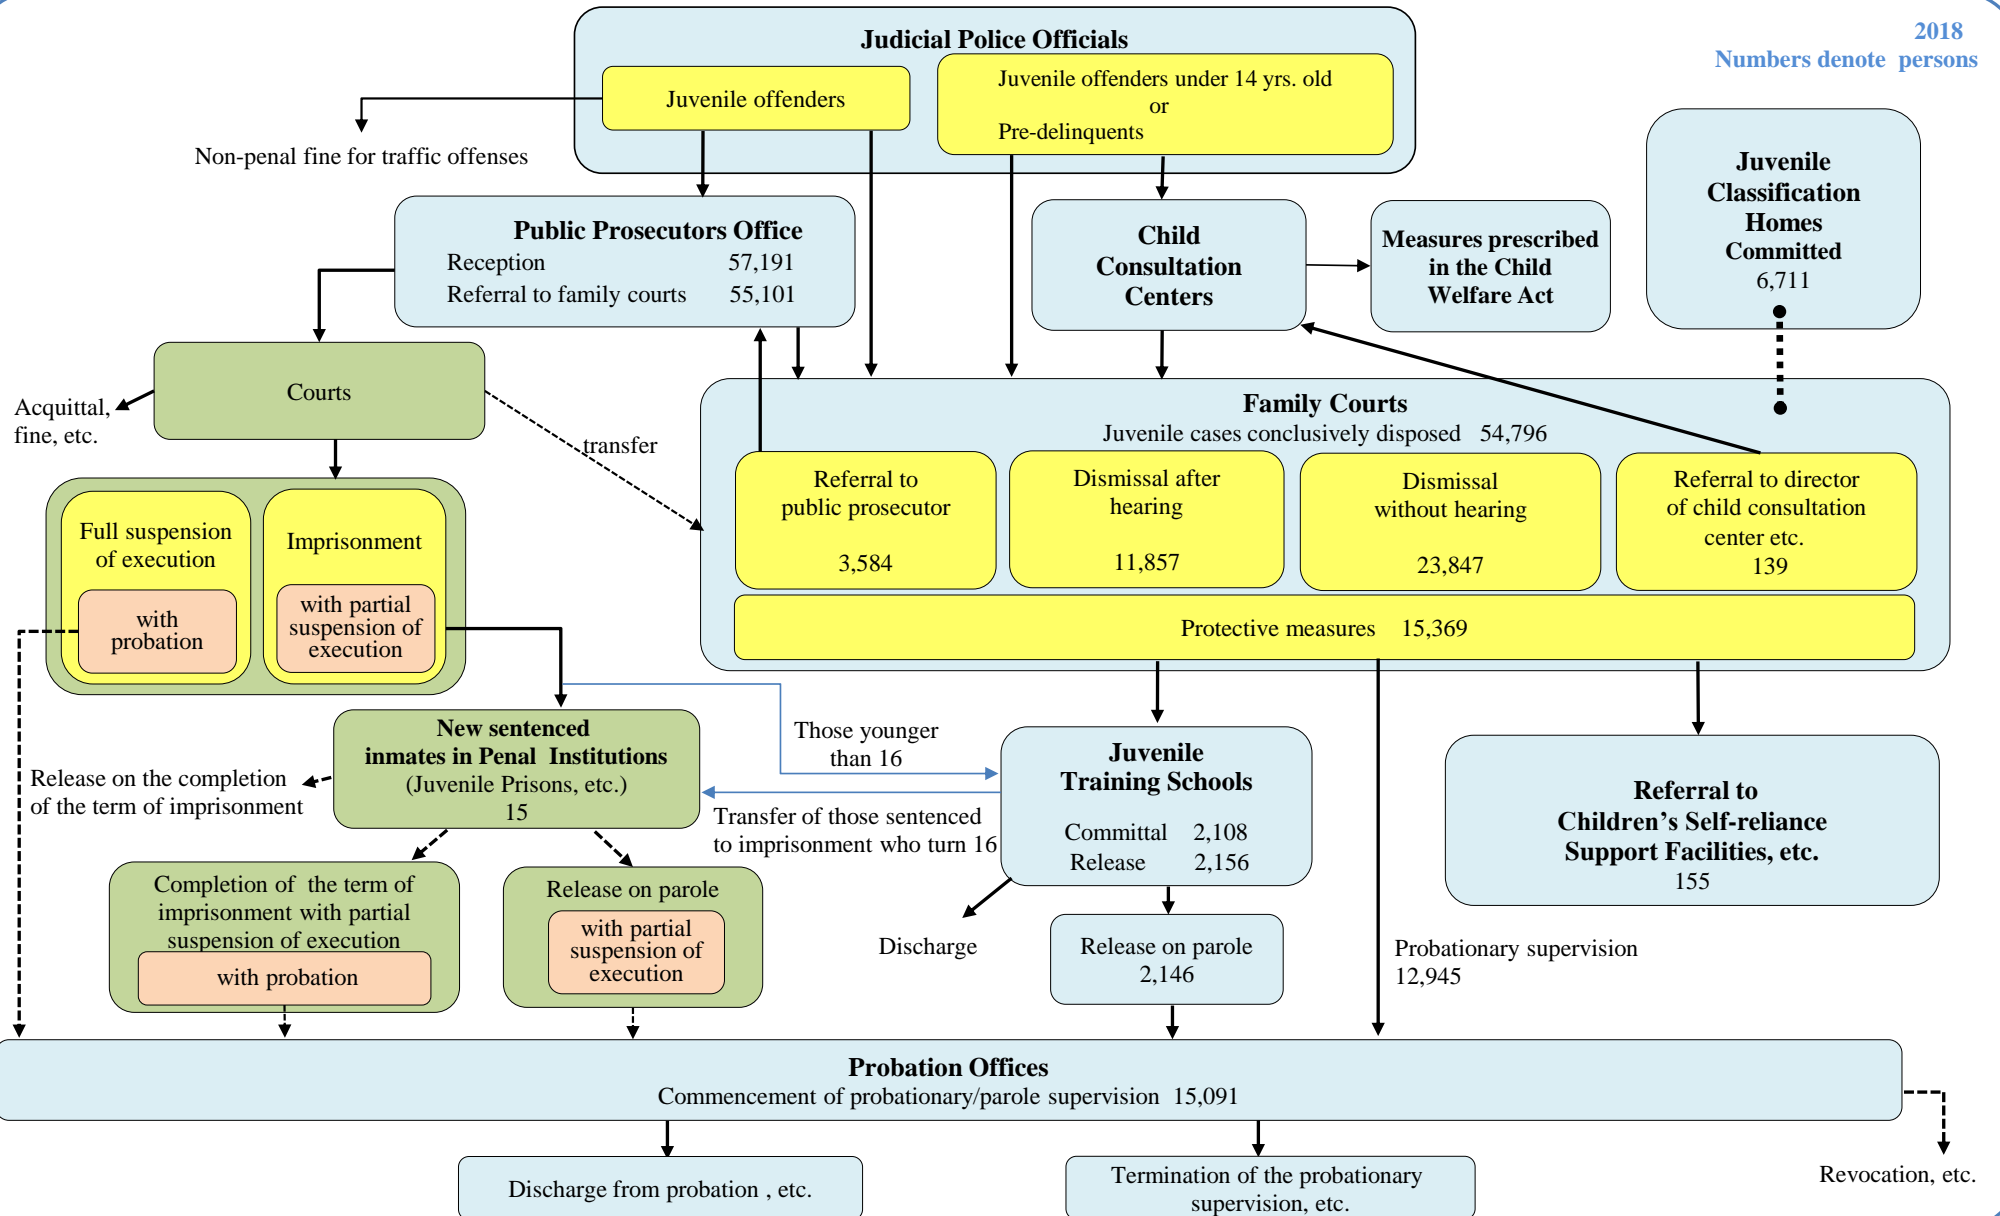 2018
Numbers denote persons
Judicial Police Officials
Juvenile offenders
Juvenile offenders under 14 yrs. old
or
Pre-delinquents
Non-penal fine for traffic offenses
Public Prosecutors Office
Reception 57,191
Referral to family courts 55,101
Child
Consultation
Centers
Measures prescribed
in the Child
Welfare Act
Juvenile
Classification
Homes
Committed
6,711
Courts
Acquittal,
fine, etc.
transfer
Family Courts
Juvenile cases conclusively disposed 54,796
Referral to
public prosecutor
3,584
Dismissal after
hearing
11,857
Dismissal
without hearing
23,847
Referral to director
of child consultation
center etc.
139
Protective measures 15,369
Full suspension
of execution
with
probation
Imprisonment
with partial
suspension of
execution
New sentenced
inmates in Penal Institutions
(Juvenile Prisons, etc.)
15
Release on the completion
of the term of imprisonment
Those younger
than 16
Transfer of those sentenced
to imprisonment who turn 16
Juvenile
Training Schools
Committal 2,108
Release 2,156
Referral to
Children's Self-reliance
Support Facilities, etc.
155
Completion of the term of
imprisonment with partial
suspension of execution
with probation
Release on parole
with partial
suspension of
execution
Discharge
Release on parole
2,146
Probationary supervision
12,945
Probation Offices
Commencement of probationary/parole supervision 15,091
Discharge from probation , etc.
Termination of the probationary
supervision, etc.
Revocation, etc.